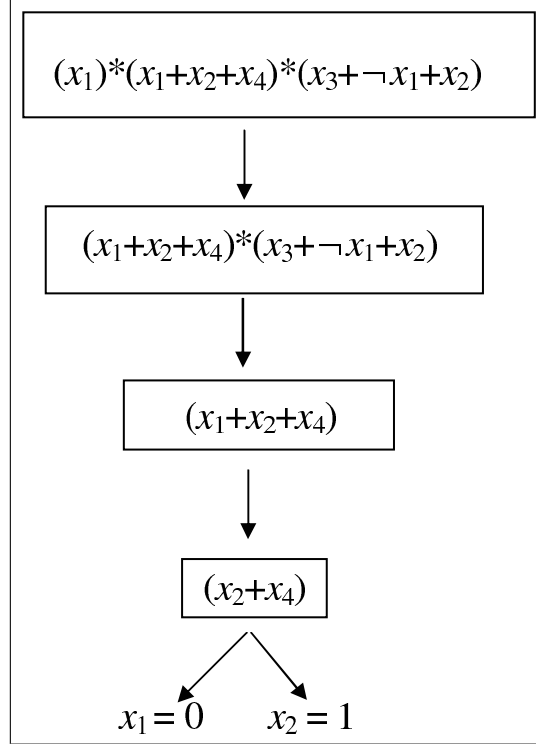 (x₁)*(x₁+x₂+x₄)*(x₃+¬x₁+x₂)
(x₁+x₂+x₄)*(x₃+¬x₁+x₂)
(x₁+x₂+x₄)
(x₂+x₄)
x₁ = 0 x₂ = 1